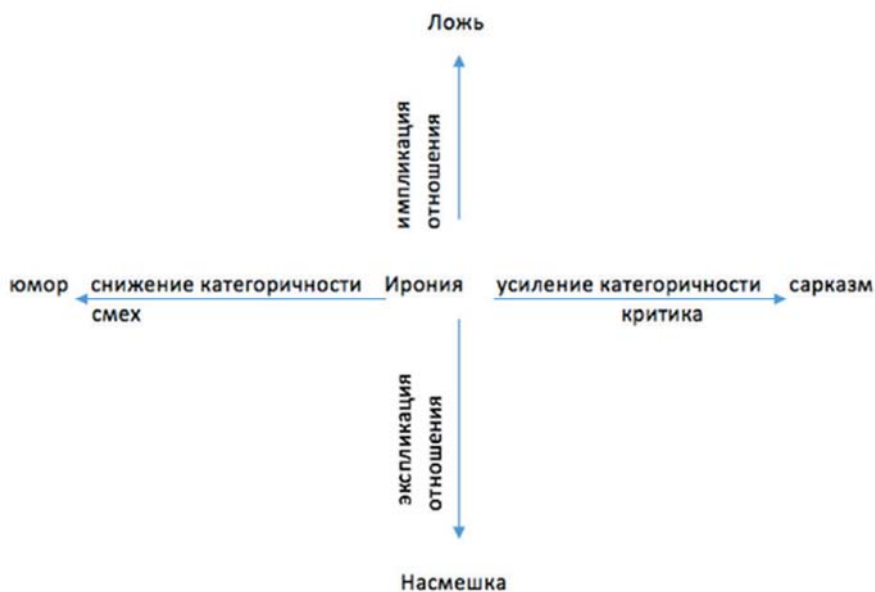 Ложь
импликация
отношения
юмор снижение категоричности Ирония усиление категоричности сарказм
смех критика
экспликация
отношения
Насмешка